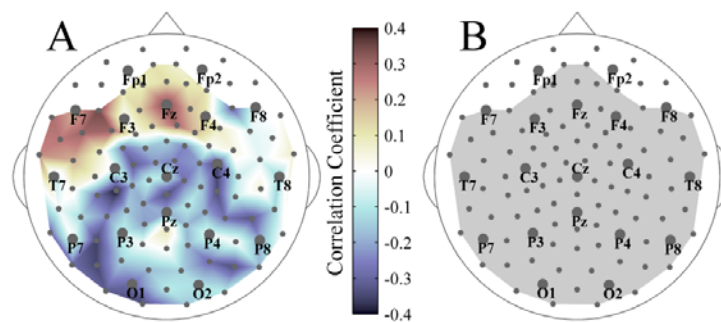 A
Fp1 Fp2
F7 F3 Fz F4 F8
T7 C3 Cz C4 T8
Pz
P7 P3 P4 P8
O1 O2
Correlation Coefficient
0.4
0.3
0.2
0.1
0
-0.1
-0.2
-0.3
-0.4
B
Fp1 Fp2
F7 F3 Fz F4 F8
T7 C3 Cz C4 T8
Pz
P7 P3 P4 P8
O1 O2